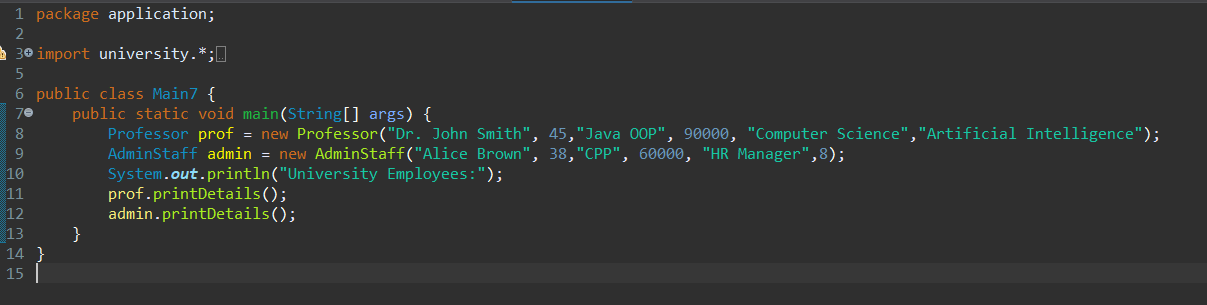 1 package application;
2
3 import university.*;
5
6 public class Main7 {
7 public static void main(String[] args) {
8 Professor prof = new Professor("Dr. John Smith", 45,"Java OOP", 90000, "Computer Science","Artificial Intelligence");
9 AdminStaff admin = new AdminStaff("Alice Brown", 38,"CPP", 60000, "HR Manager",8);
10 System.out.println("University Employees:");
11 prof.printDetails();
12 admin.printDetails();
13 }
14 }
15